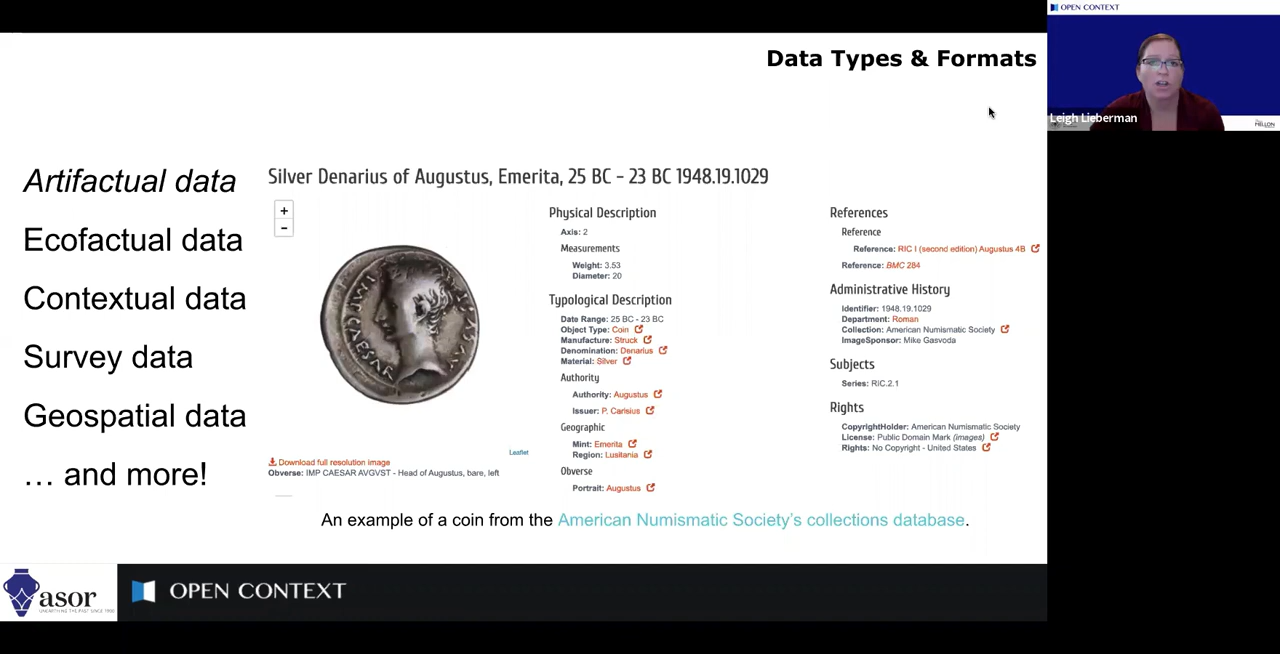 Data Types & Formats
OPEN CONTEXT
Leigh Lieberman
MELLON
Artifactual data
Ecofactual data
Contextual data
Survey data
Geospatial data
… and more!
Silver Denarius of Augustus, Emerita, 25 BC - 23 BC 1948.19.1029
+
-
Leaflet
Download full resolution image
Obverse: IMP CAESAR AVGVST - Head of Augustus, bare, left
Physical Description
Axis: 2
Measurements
Weight: 3.53
Diameter: 20
Typological Description
Date Range: 25 BC - 23 BC
Object Type: Coin
Manufacture: Struck
Denomination: Denarius
Material: Silver
Authority
Authority: Augustus
Issuer: P. Carisius
Geographic
Mint: Emerita
Region: Lusitania
Obverse
Portrait: Augustus
References
Reference
Reference: RIC I (second edition) Augustus 4B
Reference: BMC 284
Administrative History
Identifier: 1948.19.1029
Department: Roman
Collection: American Numismatic Society
ImageSponsor: Mike Gasvoda
Subjects
Series: RIC.2.1
Rights
CopyrightHolder: American Numismatic Society
License: Public Domain Mark (images)
Rights: No Copyright - United States
An example of a coin from the American Numismatic Society's collections database.
asor
UNEARTHING THE PAST SINCE 1900
OPEN CONTEXT